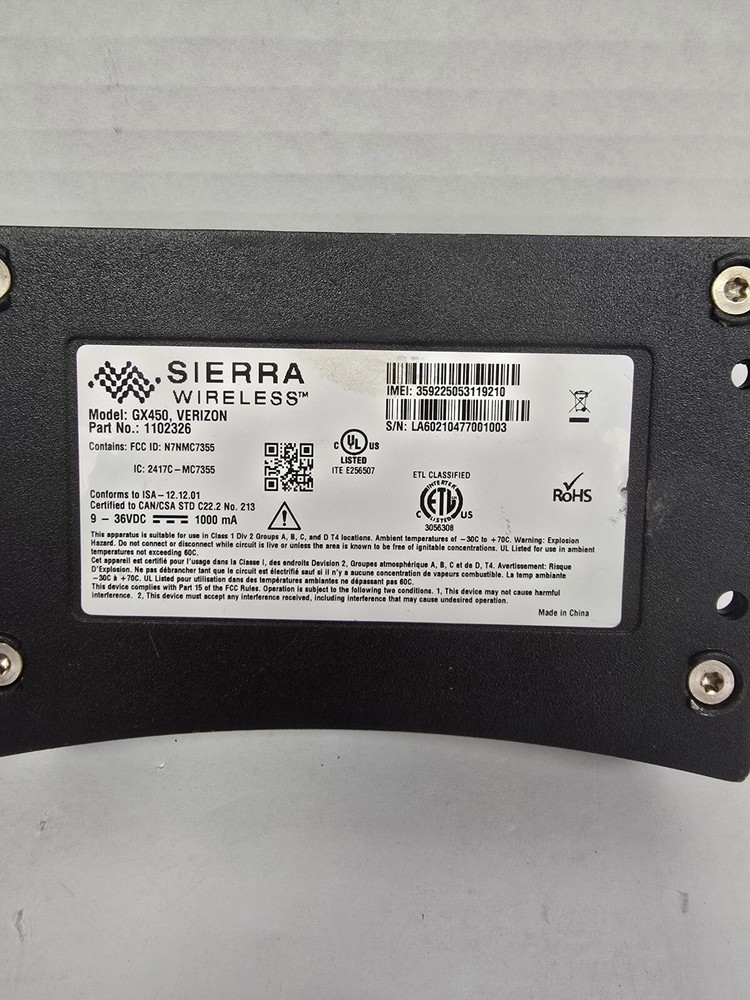 SIERRA
WIRELESS™
Model: GX450, VERIZON
Part No.: 1102326
IMEI: 359225053119210
S/N: LA60210477001003
Contains: FCC ID: N7NMC7355
IC: 2417C-MC7355
C UL US
LISTED
ITE E256507
ETL CLASSIFIED
INTERTEK
C ETL US
LISTED
3056308
RoHS
Conforms to ISA-12.12.01
Certified to CAN/CSA STD C22.2 No. 213
9 - 36VDC 1000 mA
This apparatus is suitable for use in Class 1 Div 2 Groups A, B, C, and D T4 locations. Ambient temperatures of -30C to +70C. Warning: Explosion
Hazard. Do not connect or disconnect while circuit is live or unless the area is known to be free of ignitable concentrations. UL Listed for use in ambient
temperatures not exceeding 60C.
Cet appareil est certifié pour l'usage dans la Classe I, des endroits Devision 2, Groupes atmosphérique A, B, C et de D, T4. Avertissement: Risque
D'Explosion. Ne pas débrancher tant que le circuit est électrifié sauf si il n'y a aucune concentration de vapeurs combustible. La temp ambiante
-30C à +70C. UL Listed pour utilisation dans des températures ambiantes ne dépassant pas 60C.
This device complies with Part 15 of the FCC Rules. Operation is subject to the following two conditions. 1, This device may not cause harmful
interference. 2, This device must accept any interference received, including interference that may cause undesired operation.
Made in China